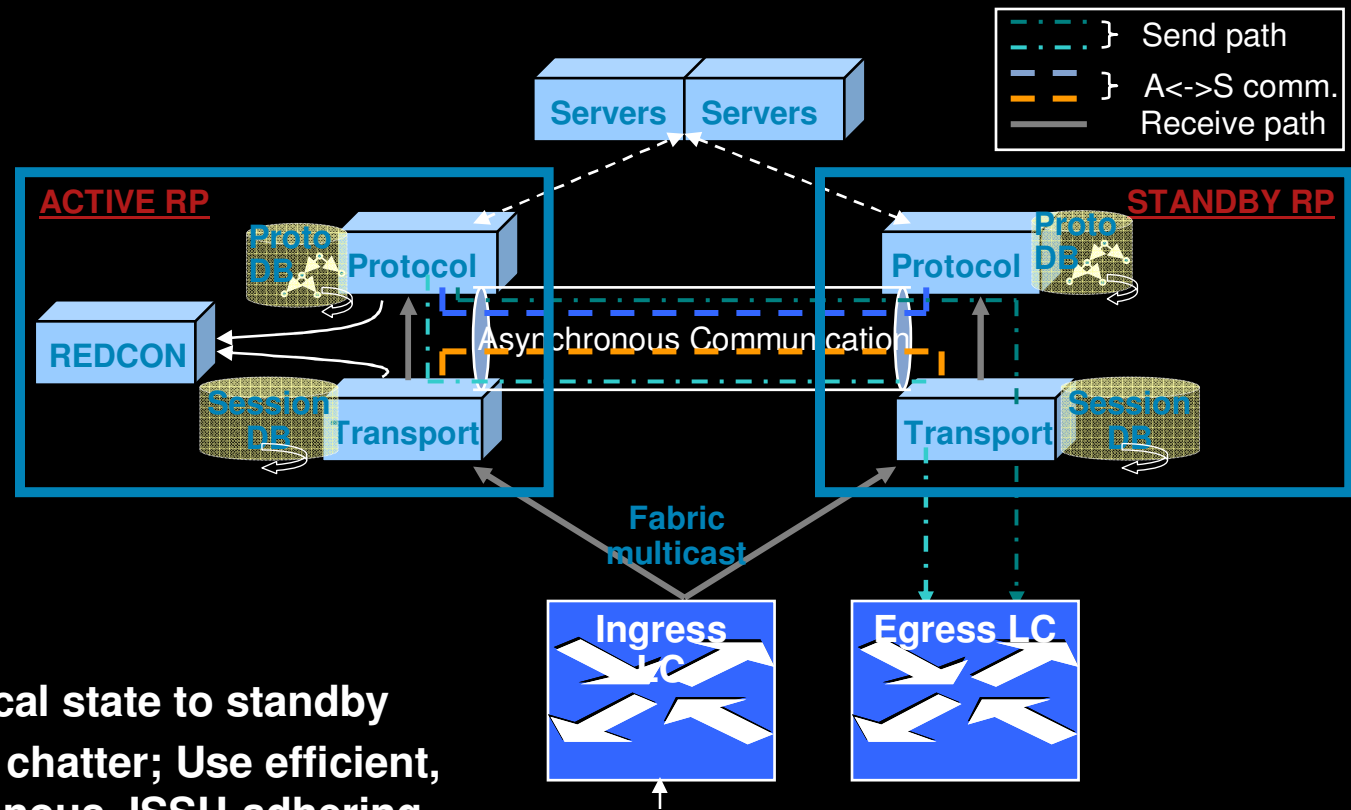 Send path
A<->S comm.
Receive path
Servers
Servers
ACTIVE RP
STANDBY RP
Proto
DB
Protocol
Protocol
Proto
DB
REDCON
Asynchronous Communication
Session
DB
Transport
Transport
Session
DB
Fabric
multicast
Ingress
LC
Egress LC
state to standby
chatter; Use efficient,